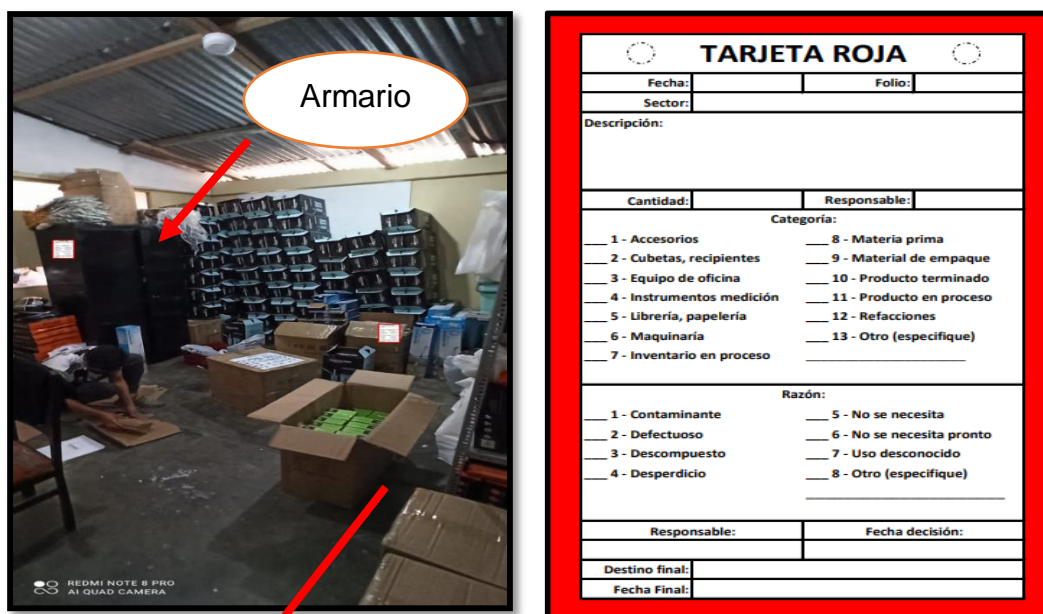 Armario
REDMI NOTE 8 PRO
AI QUAD CAMERA
TARJETA ROJA
Fecha: Folio:
Sector:
Descripción:
Cantidad: Responsable:
Categoría:
___ 1 - Accesorios ___ 8 - Materia prima
___ 2 - Cubetas, recipientes ___ 9 - Material de empaque
___ 3 - Equipo de oficina ___ 10 - Producto terminado
___ 4 - Instrumentos medición ___ 11 - Producto en proceso
___ 5 - Librería, papelería ___ 12 - Refacciones
___ 6 - Maquinaría ___ 13 - Otro (especifique)
___ 7 - Inventario en proceso
Razón:
___ 1 - Contaminante ___ 5 - No se necesita
___ 2 - Defectuoso ___ 6 - No se necesita pronto
___ 3 - Descompuesto ___ 7 - Uso desconocido
___ 4 - Desperdicio ___ 8 - Otro (especifique)
Responsable: Fecha decisión:
Destino final:
Fecha Final: